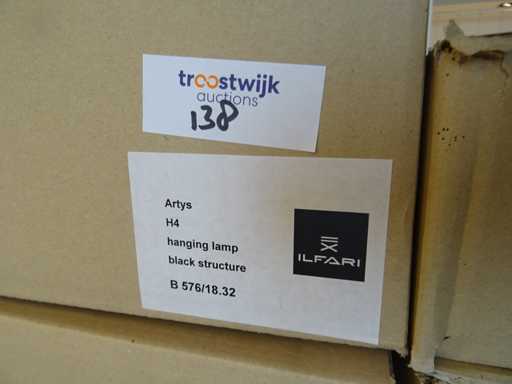 troostwijk
auctions
138
Artys
H4
hanging lamp
black structure
B 576/18.32
ILFARI